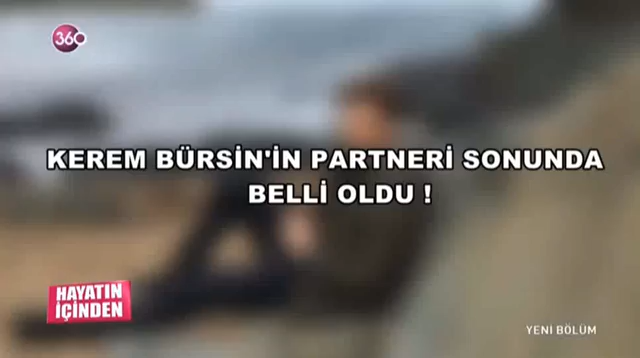 360
KEREM BÜRSİN'İN PARTNERİ SONUNDA
BELLİ OLDU !
HAYATIN
İÇİNDEN
YENİ BÖLÜM